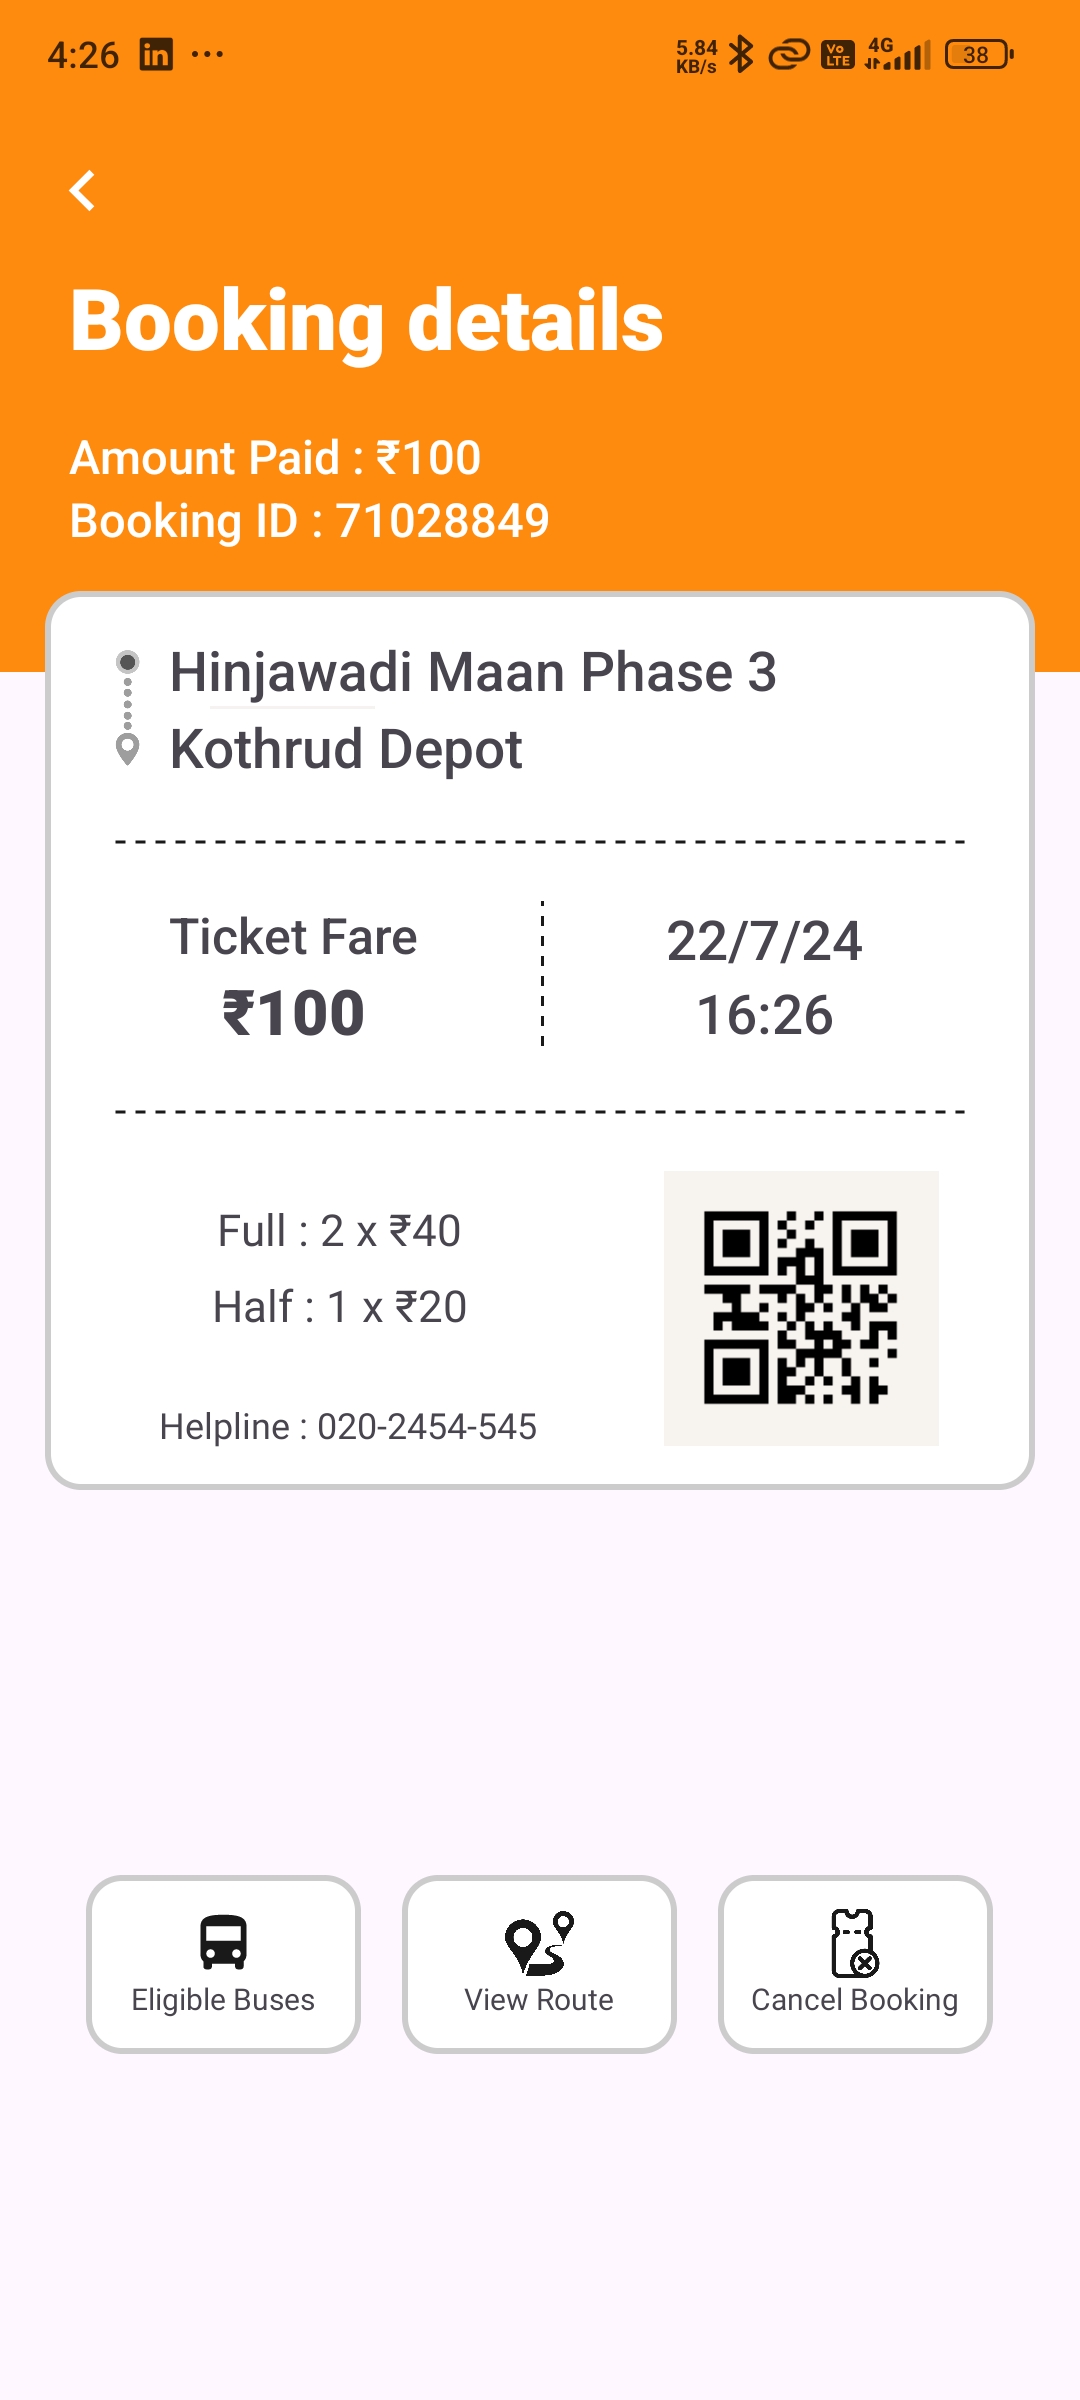 4:26 in ... 5.84 KB/s Vo LTE 4G 38
Booking details
Amount Paid : ₹100
Booking ID : 71028849
Hinjawadi Maan Phase 3
Kothrud Depot
Ticket Fare
₹100
22/7/24
16:26
Full : 2 x ₹40
Half : 1 x ₹20
Helpline : 020-2454-545
Eligible Buses
View Route
Cancel Booking